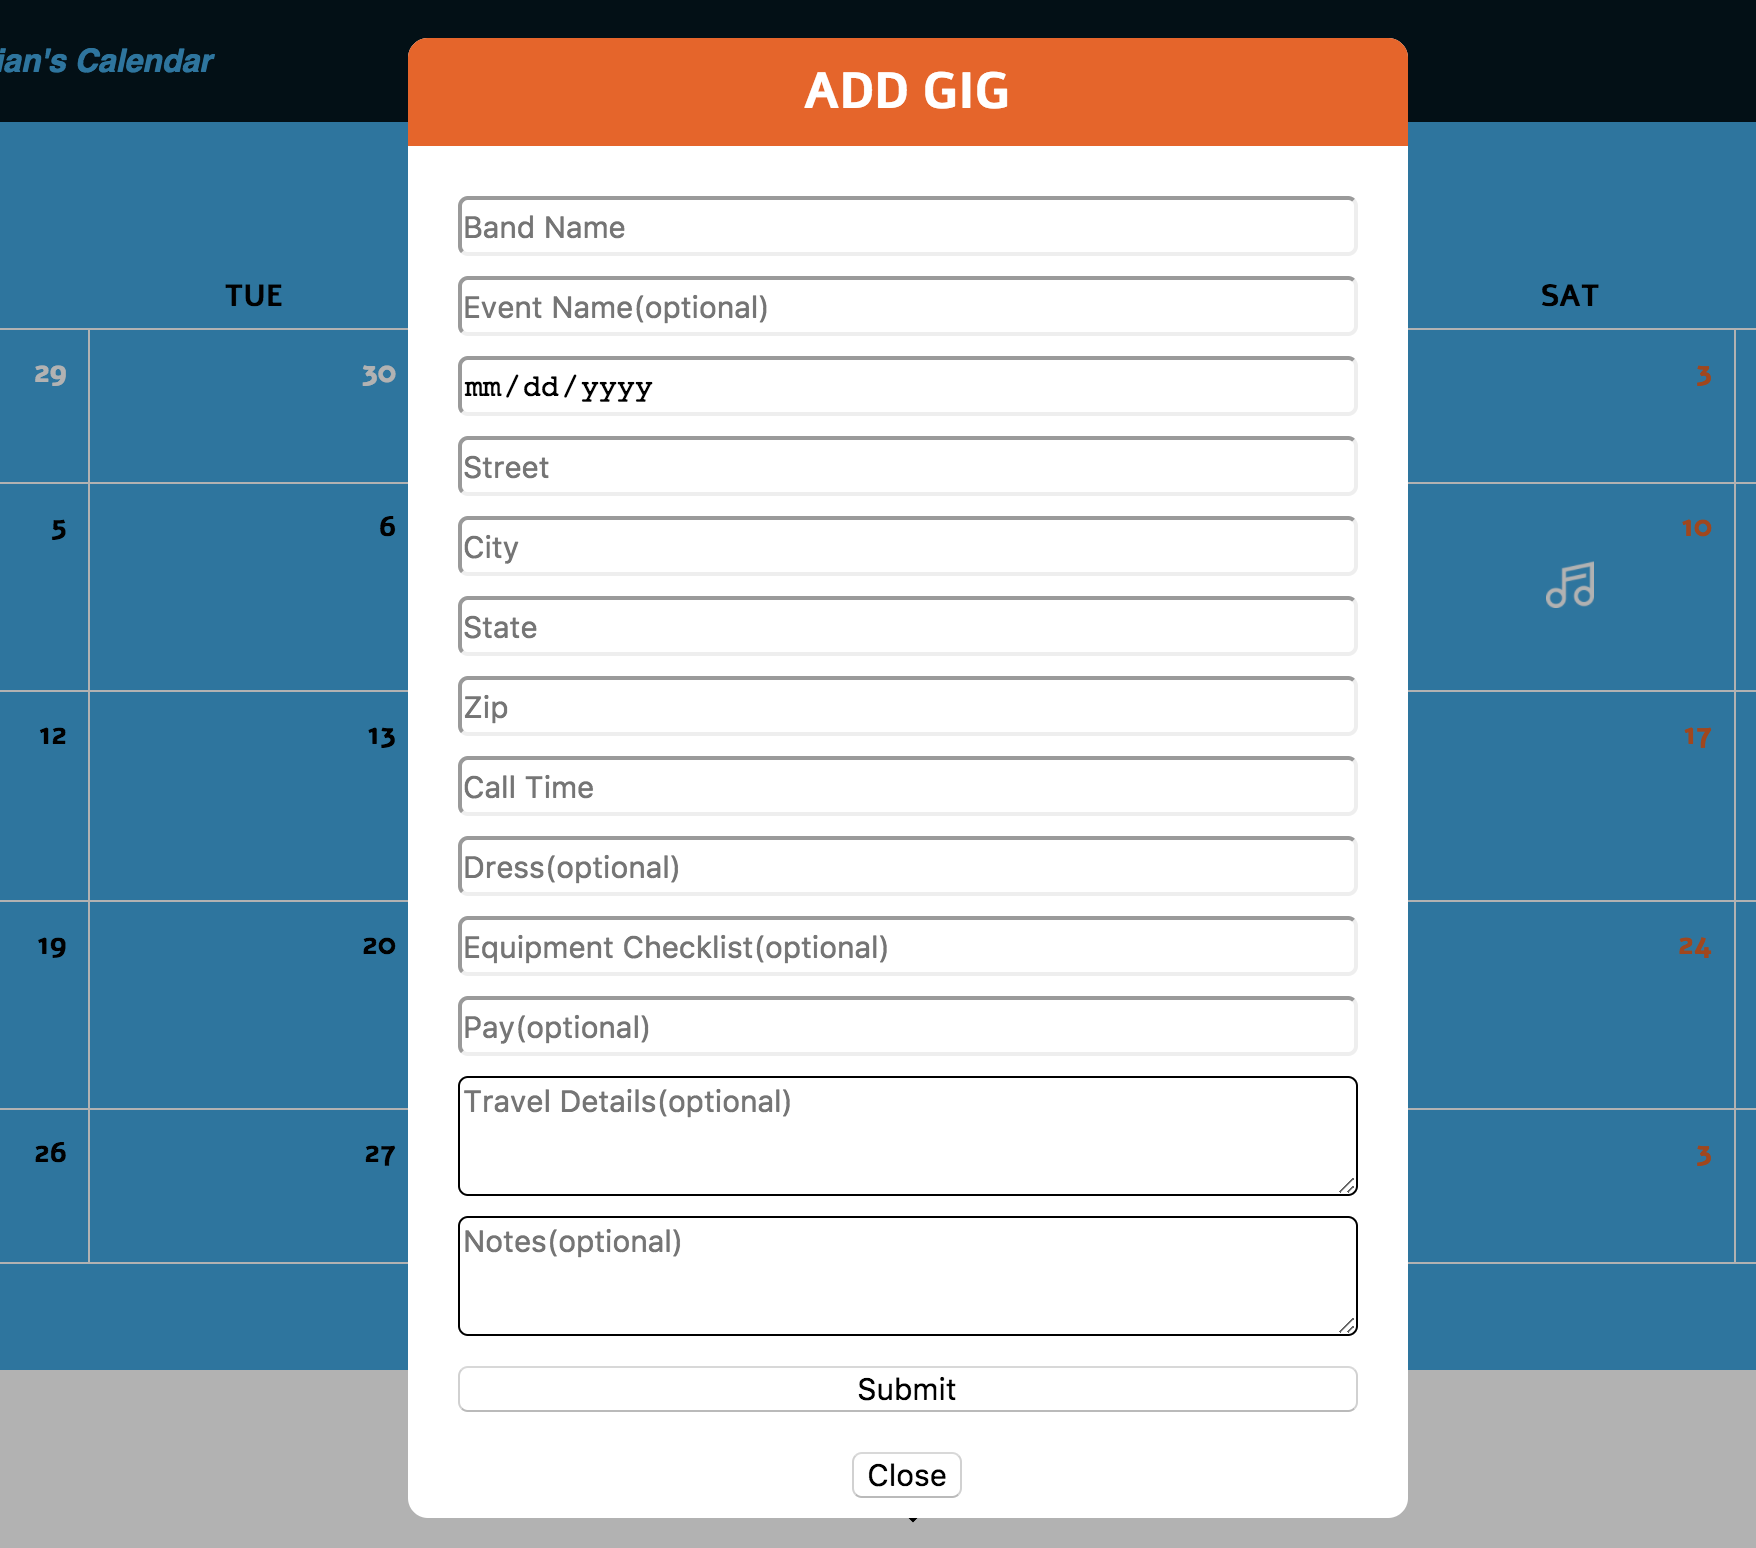 ian's Calendar
ADD GIG
Band Name
Event Name(optional)
mm/dd/yyyy
Street
City
State
Zip
Call Time
Dress(optional)
Equipment Checklist(optional)
Pay(optional)
Travel Details(optional)
Notes(optional)
Submit
Close
TUE
SAT
29 30 3
5 6 10
12 13 17
19 20 24
26 27 3